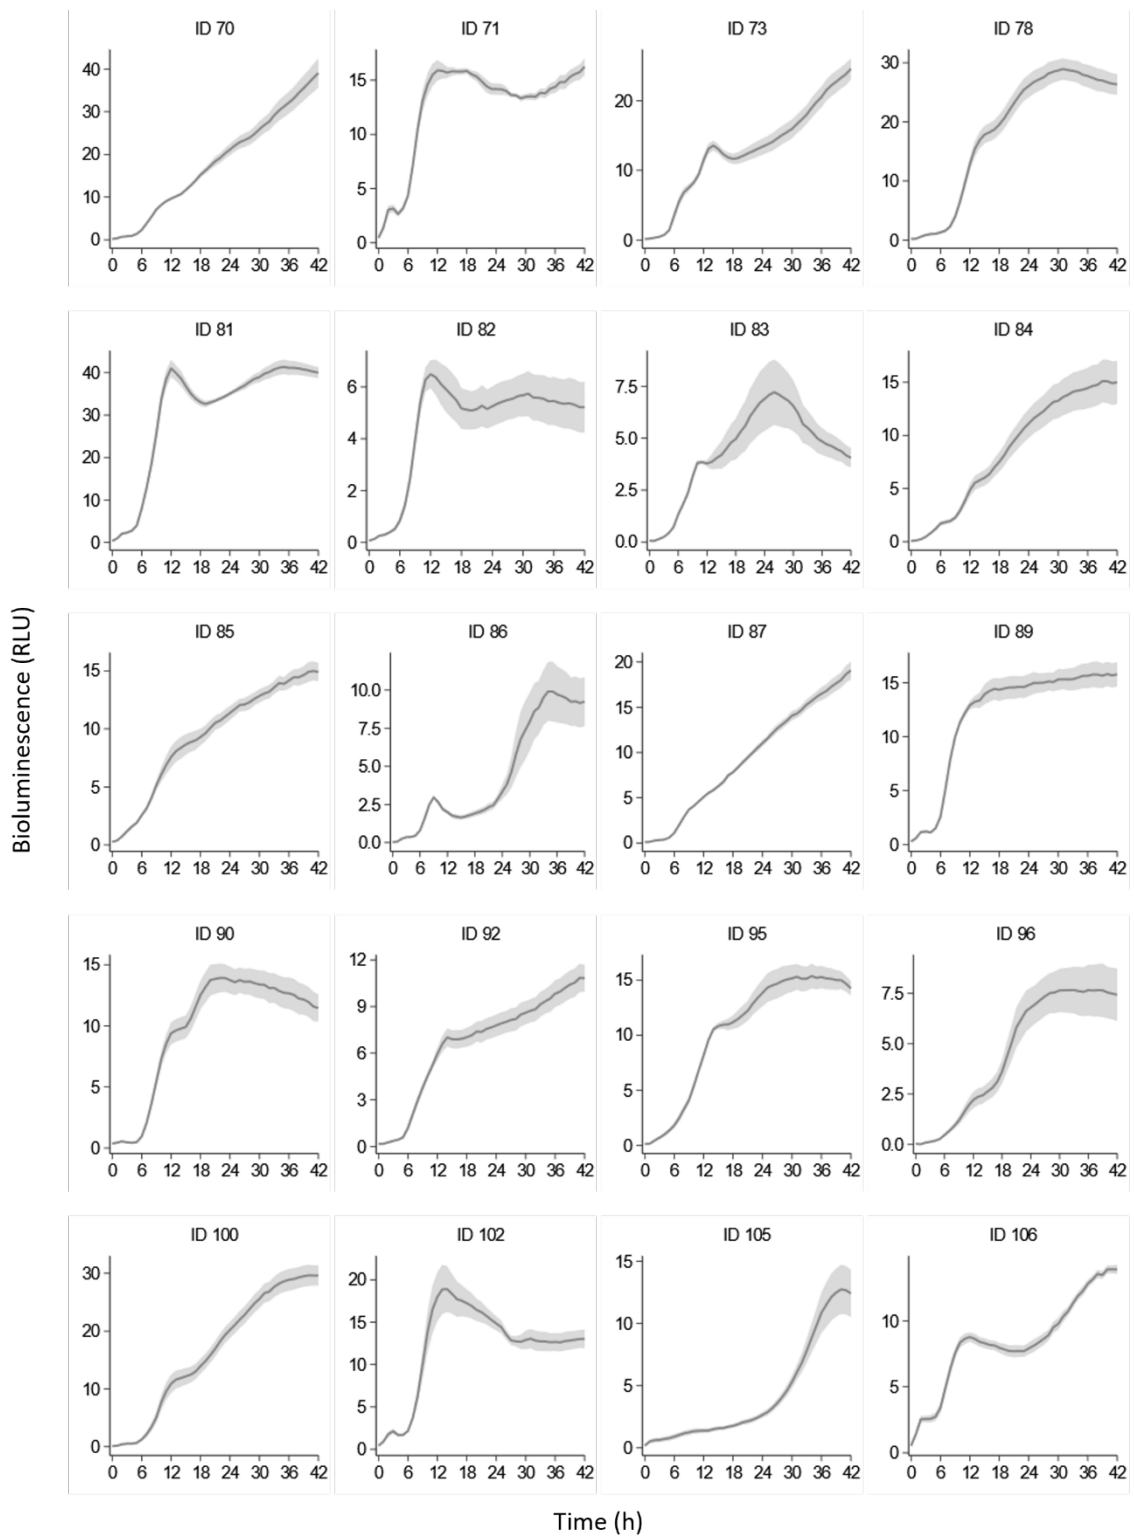 ID 70 ID 71 ID 73 ID 78
40 15 20 30
30 10 10 20
20 5 0 10
10 0 0
0
0 6 12 18 24 30 36 42 0 6 12 18 24 30 36 42 0 6 12 18 24 30 36 42 0 6 12 18 24 30 36 42
ID 81 ID 82 ID 83 ID 84
40 6 7.5 15
30 4 5.0 10
20 2 2.5 5
10 0 0.0 0
0
0 6 12 18 24 30 36 42 0 6 12 18 24 30 36 42 0 6 12 18 24 30 36 42 0 6 12 18 24 30 36 42
Bioluminescence (RLU)
ID 85 ID 86 ID 87 ID 89
15 10.0 20 15
10 7.5 15 10
5 5.0 10 5
0 2.5 5 0
0.0 0
0 6 12 18 24 30 36 42 0 6 12 18 24 30 36 42 0 6 12 18 24 30 36 42 0 6 12 18 24 30 36 42
ID 90 ID 92 ID 95 ID 96
15 12 15 7.5
10 9 10 5.0
5 6 5 2.5
0 3 0 0.0
0
0 6 12 18 24 30 36 42 0 6 12 18 24 30 36 42 0 6 12 18 24 30 36 42 0 6 12 18 24 30 36 42
ID 100 ID 102 ID 105 ID 106
30 20 15 10
20 15 10 5
10 10 5 0
0 5 0
0
0 6 12 18 24 30 36 42 0 6 12 18 24 30 36 42 0 6 12 18 24 30 36 42 0 6 12 18 24 30 36 42
Time (h)